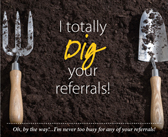 I totally
Dig
your
referrals!
Oh, by the way!...I'm never too busy for any of your referrals